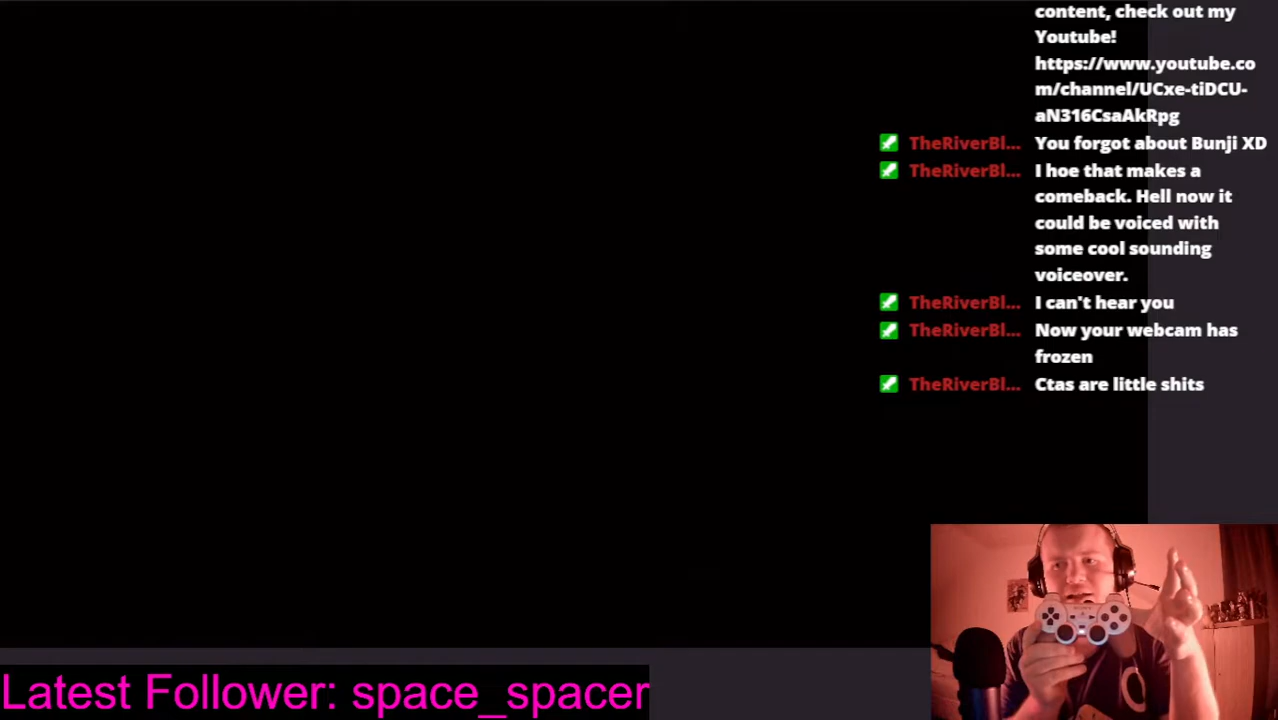 content, check out my
Youtube!
https://www.youtube.co
m/channel/UCxe-tiDCU-
aN316CsaAkRpg
TheRiverBl... You forgot about Bunji XD
TheRiverBl... I hoe that makes a
comeback. Hell now it
could be voiced with
some cool sounding
voiceover.
TheRiverBl... I can't hear you
TheRiverBl... Now your webcam has
frozen
TheRiverBl... Ctas are little shits
Latest Follower: space_spacer